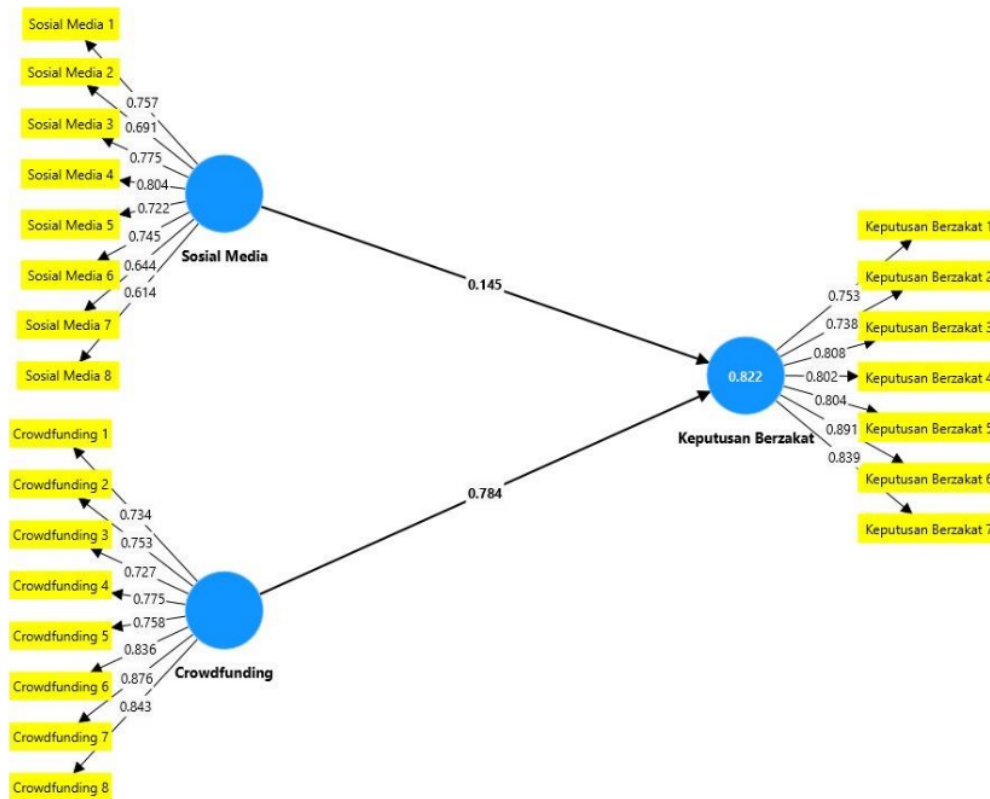 Sosial Media 1
Sosial Media 2
Sosial Media 3
Sosial Media 4
Sosial Media 5
Sosial Media 6
Sosial Media 7
Sosial Media 8
0.757
0.691
0.775
0.804
0.722
0.745
0.644
0.614
Sosial Media
0.145
Crowdfunding 1
Crowdfunding 2
Crowdfunding 3
Crowdfunding 4
Crowdfunding 5
Crowdfunding 6
Crowdfunding 7
Crowdfunding 8
0.734
0.753
0.727
0.775
0.758
0.836
0.876
0.843
Crowdfunding
0.784
0.822
Keputusan Berzakat
0.753
0.738
0.808
0.802
0.804
0.891
0.839
Keputusan Berzakat 1
Keputusan Berzakat 2
Keputusan Berzakat 3
Keputusan Berzakat 4
Keputusan Berzakat 5
Keputusan Berzakat 6
Keputusan Berzakat 7